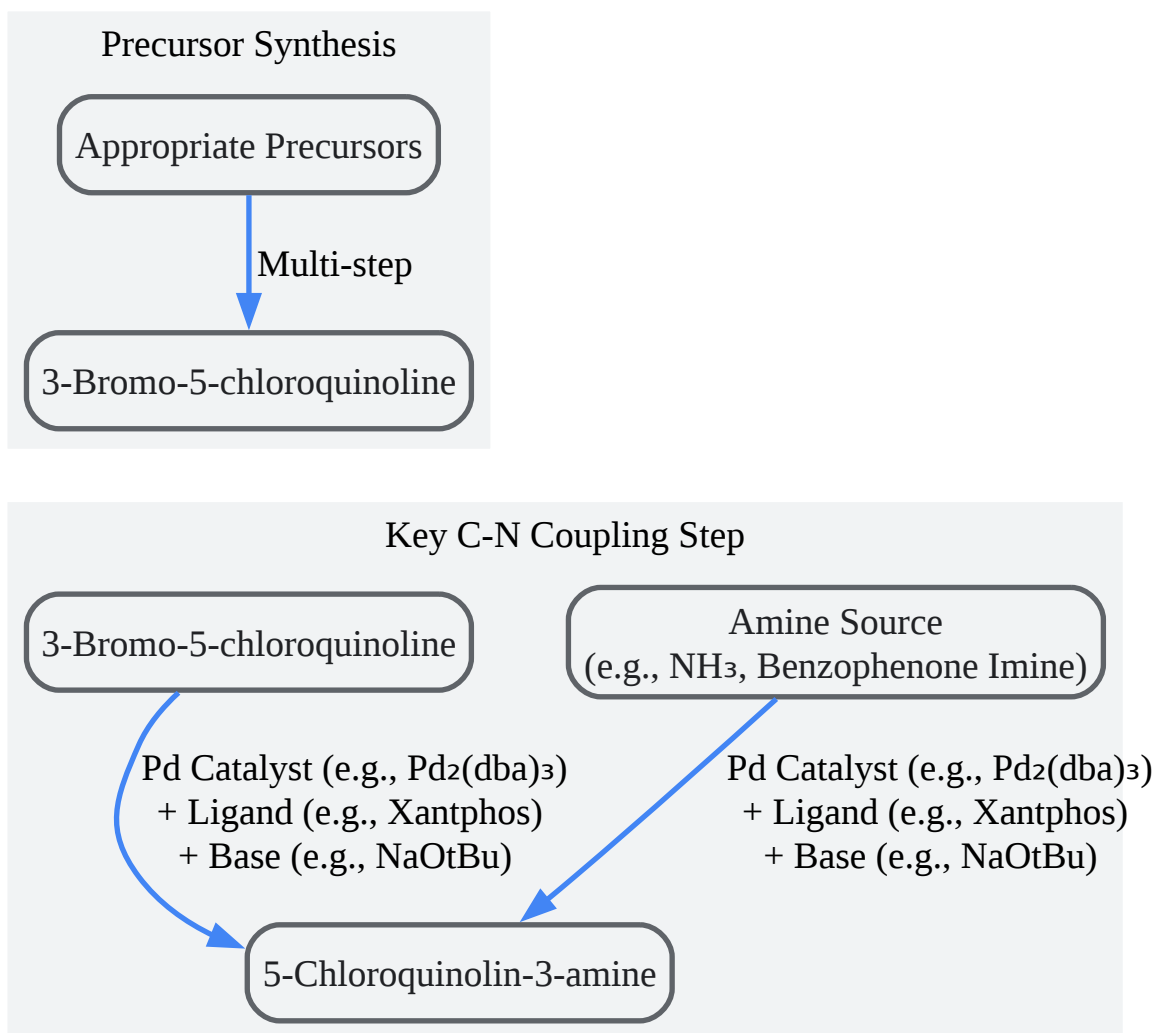 Precursor Synthesis
Appropriate Precursors
Multi-step
3-Bromo-5-chloroquinoline
Key C-N Coupling Step
3-Bromo-5-chloroquinoline
Amine Source
(e.g., NH₃, Benzophenone Imine)
Pd Catalyst (e.g., Pd₂(dba)₃)
+ Ligand (e.g., Xantphos)
+ Base (e.g., NaOtBu)
Pd Catalyst (e.g., Pd₂(dba)₃)
+ Ligand (e.g., Xantphos)
+ Base (e.g., NaOtBu)
5-Chloroquinolin-3-amine